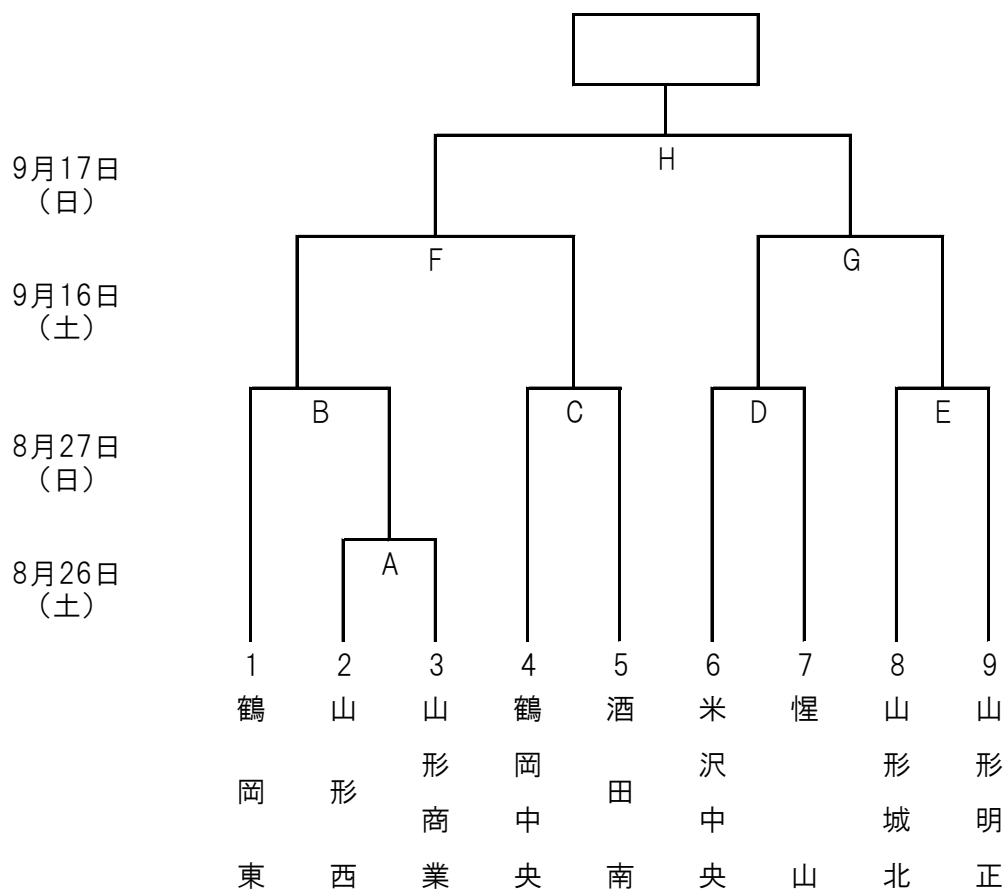 H
9月17日
（日）
F
G
9月16日
（土）
B
C
D
E
8月27日
（日）
A
8月26日
（土）
1
2
3
4
5
6
7
8
9
鶴岡東
山形西
山形商業
鶴岡中央
酒田南
米沢中央
惺山
山形城北
山形明正